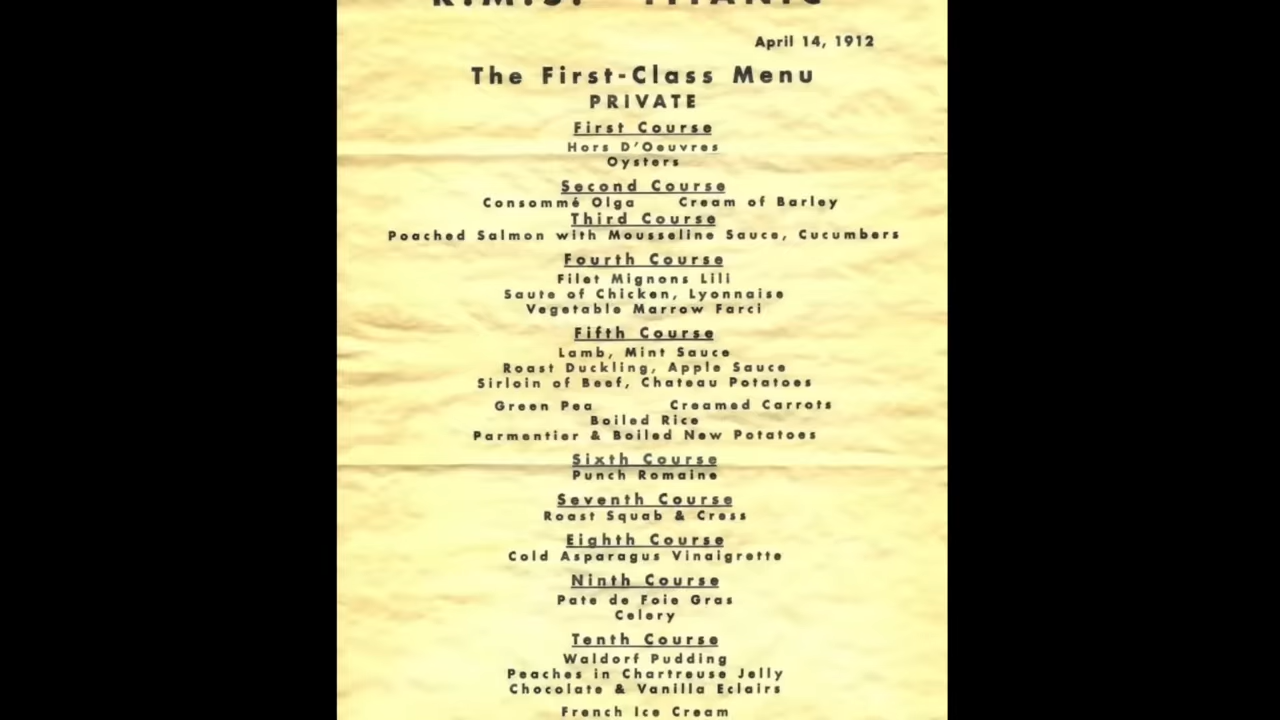 R.M.S. TITANIC
April 14, 1912
The First-Class Menu
PRIVATE
First Course
Hors D'Oeuvres
Oysters
Second Course
Consommé Olga Cream of Barley
Third Course
Poached Salmon with Mousseline Sauce, Cucumbers
Fourth Course
Filet Mignons Lili
Saute of Chicken, Lyonnaise
Vegetable Marrow Farci
Fifth Course
Lamb, Mint Sauce
Roast Duckling, Apple Sauce
Sirloin of Beef, Chateau Potatoes
Green Pea Creamed Carrots
Boiled Rice
Parmentier & Boiled New Potatoes
Sixth Course
Punch Romaine
Seventh Course
Roast Squab & Cress
Eighth Course
Cold Asparagus Vinaigrette
Ninth Course
Pate de Foie Gras
Celery
Tenth Course
Waldorf Pudding
Peaches in Chartreuse Jelly
Chocolate & Vanilla Eclairs
French Ice Cream